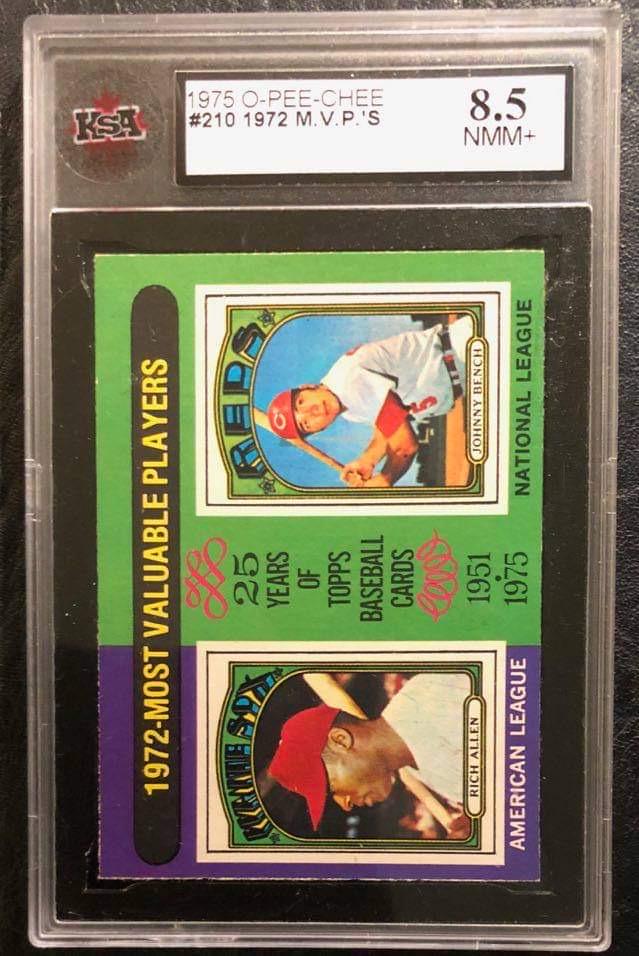 KSA
1975 O-PEE-CHEE
#210 1972 M.V.P.'S
8.5
NMM+
1972-MOST VALUABLE PLAYERS
WHITE SOX
RICH ALLEN
AMERICAN LEAGUE
25
YEARS
OF
TOPPS
BASEBALL
CARDS
1951
•
1975
REDS
5
JOHNNY BENCH
NATIONAL LEAGUE